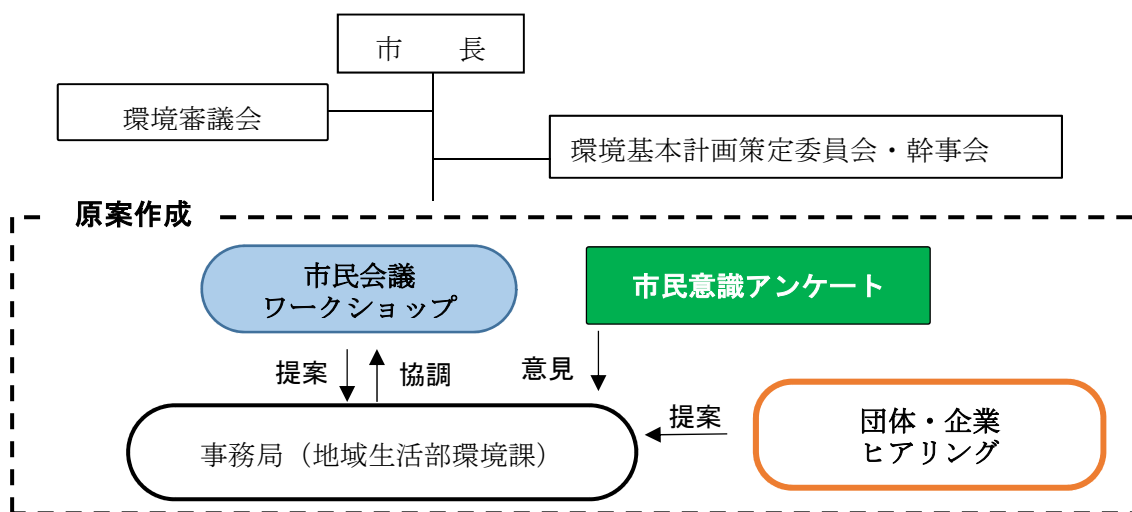 市　　長
環境審議会
環境基本計画策定委員会・幹事会
原案作成
市民会議
ワークショップ
市民意識アンケート
提案
協調
意見
提案
団体・企業
ヒアリング
事務局（地域生活部環境課）